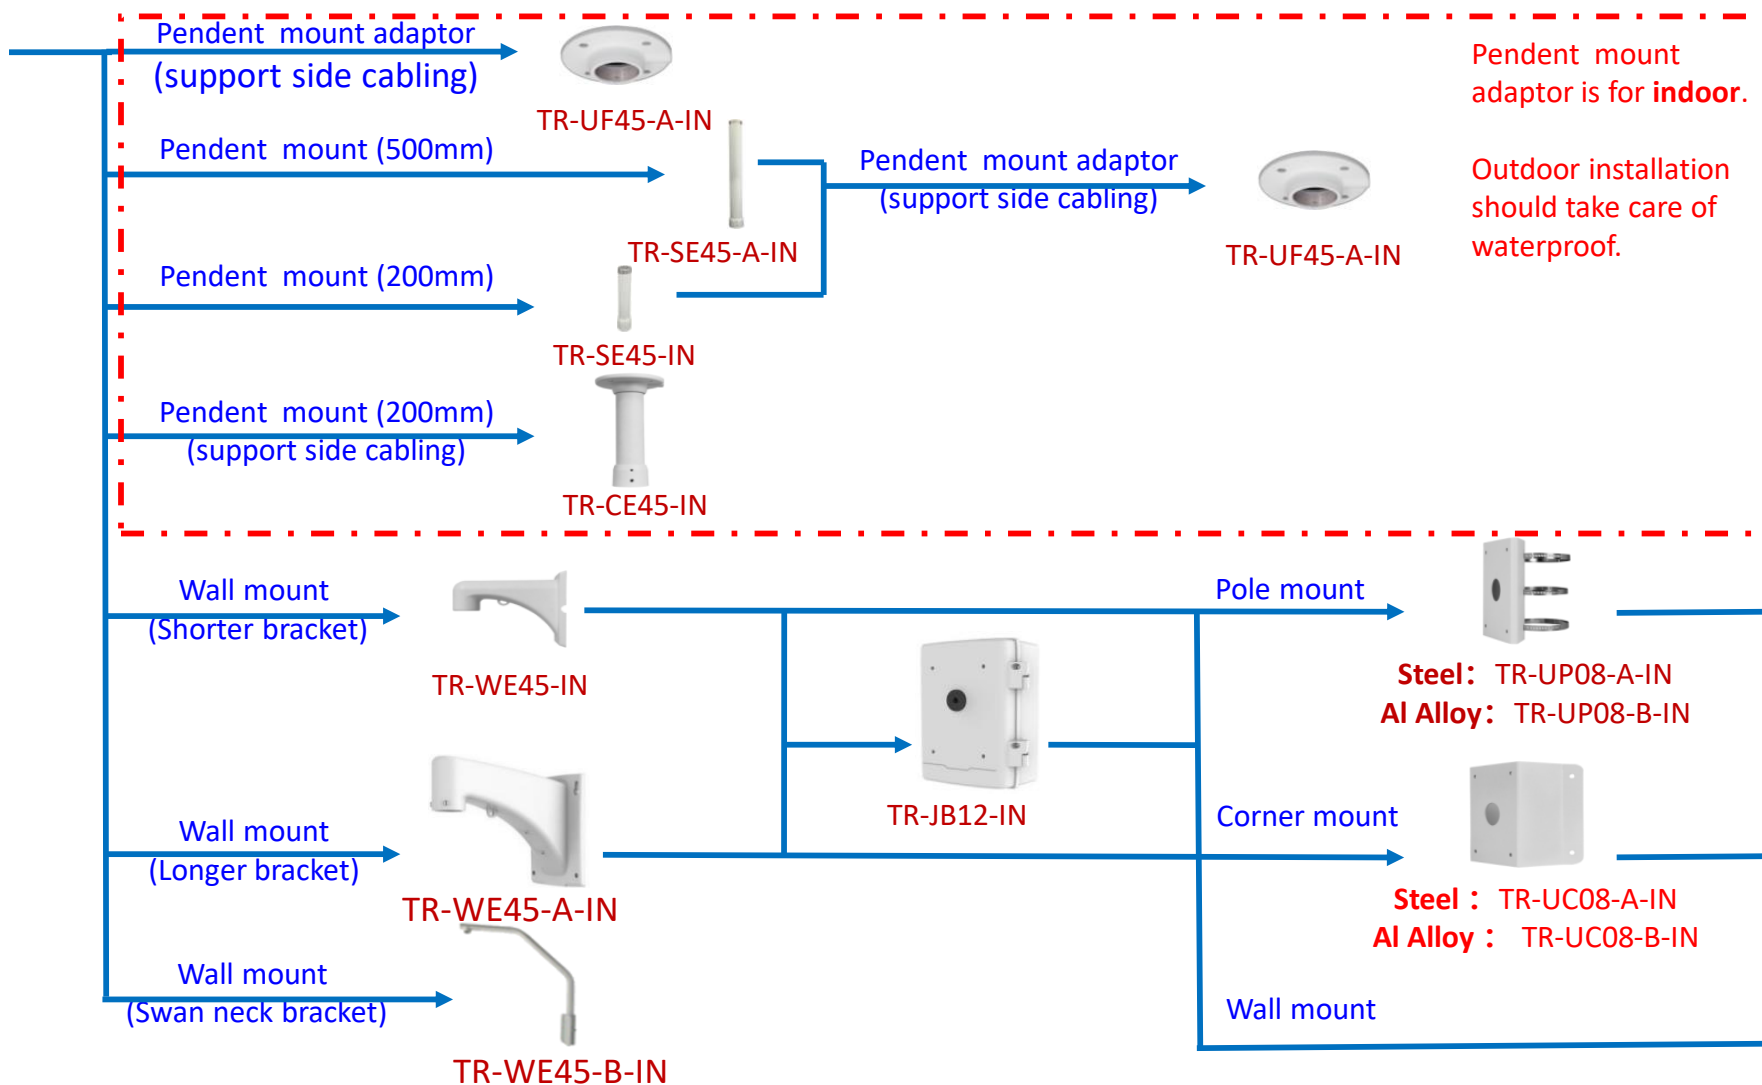 Pendent mount adaptor
(support side cabling)
TR-UF45-A-IN
Pendent mount
adaptor is for indoor.
Outdoor installation
should take care of
waterproof.
Pendent mount (500mm)
TR-SE45-A-IN
Pendent mount adaptor
(support side cabling)
TR-UF45-A-IN
Pendent mount (200mm)
TR-SE45-IN
Pendent mount (200mm)
(support side cabling)
TR-CE45-IN
Wall mount
(Shorter bracket)
TR-WE45-IN
Pole mount
Steel： TR-UP08-A-IN
Al Alloy： TR-UP08-B-IN
TR-JB12-IN
Wall mount
(Longer bracket)
TR-WE45-A-IN
Corner mount
Steel： TR-UC08-A-IN
Al Alloy： TR-UC08-B-IN
Wall mount
(Swan neck bracket)
TR-WE45-B-IN
Wall mount